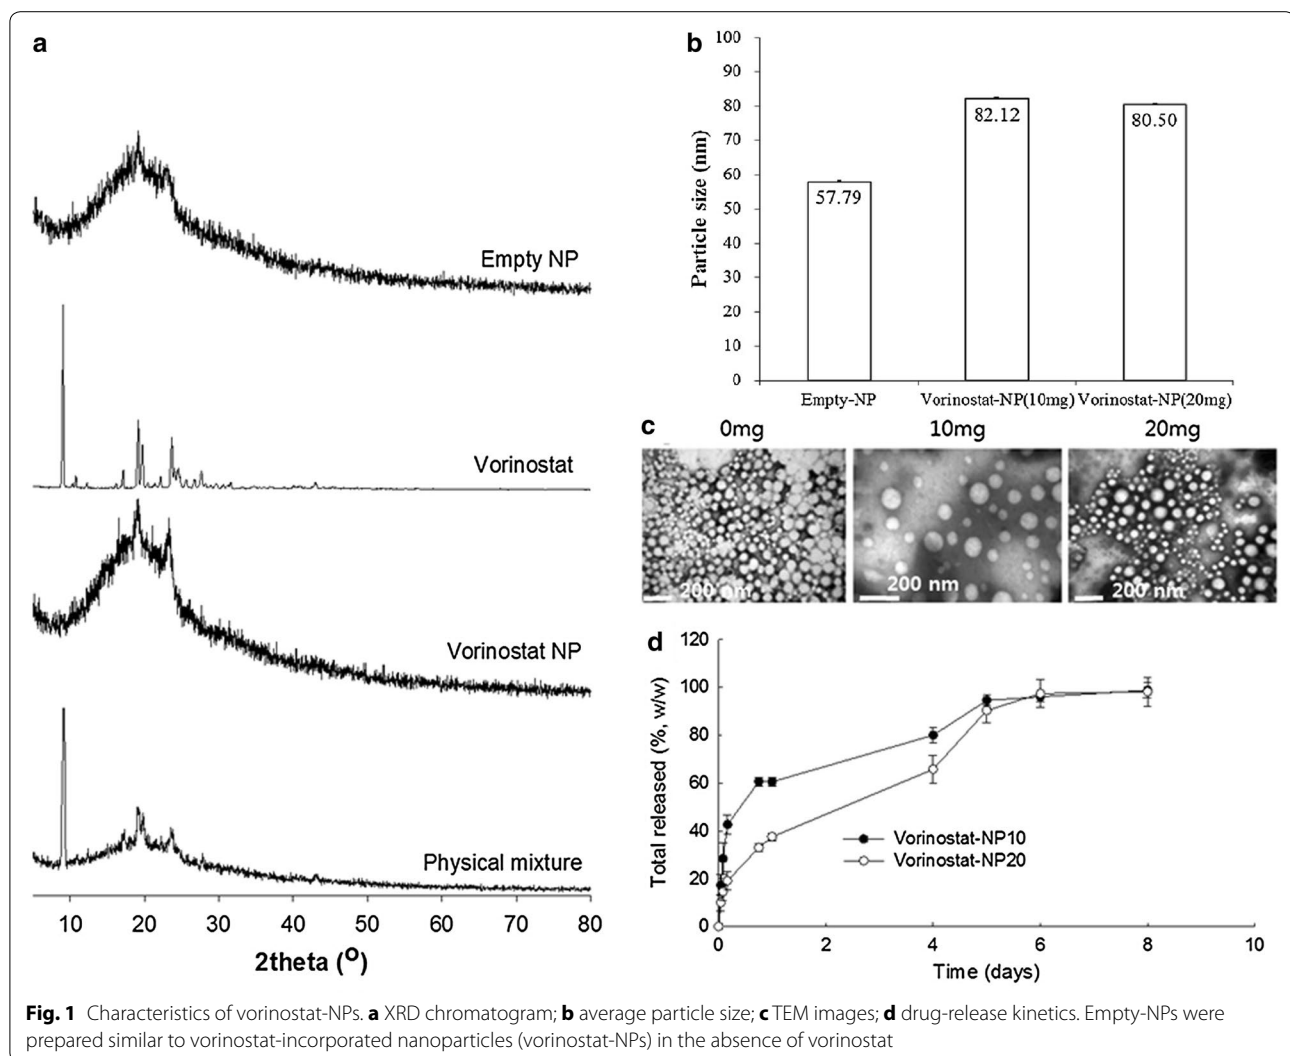 a
Empty NP
Vorinostat
Vorinostat NP
Physical mixture
10 20 30 40 50 60 70 80
2theta (O)
b
Particle size (nm)
100
90
80
70
60
50
40
30
20
10
0
57.79
82.12
80.50
Empty-NP Vorinostat-NP(10mg) Vorinostat-NP(20mg)
c
0mg 10mg 20mg
200 nm 200 nm 200 nm
d
Total released (%, w/w)
120
100
80
60
40
20
0
Vorinostat-NP10
Vorinostat-NP20
0 2 4 6 8 10
Time (days)
Fig. 1 Characteristics of vorinostat-NPs. a XRD chromatogram; b average particle size; c TEM images; d drug-release kinetics. Empty-NPs were
prepared similar to vorinostat-incorporated nanoparticles (vorinostat-NPs) in the absence of vorinostat